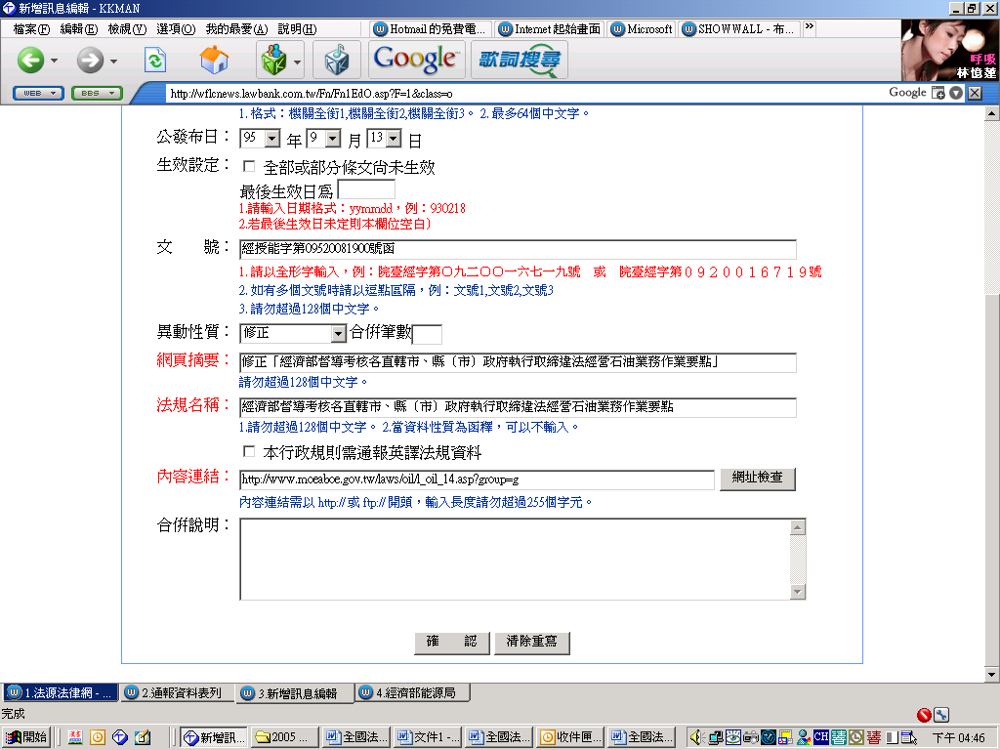 新增訊息編輯 - KKMAN
檔案(F) 編輯(E) 檢視(V) 選項(O) 我的最愛(A) 說明(H) Hotmail 的免費電... Internet 起始畫面 Microsoft SHOWWALL - 布... »
Google 歌詞搜尋
呼吸
林憶蓮
WEB BBS http://wflcnews.lawbank.com.tw/Fn/Fn1EdO.asp?F=1&class=o Google
1. 格式：機關全銜1,機關全銜2,機關全銜3。 2. 最多64個中文字。
公發布日： 95 年 9 月 13 日
生效設定： 全部或部分條文尚未生效
最後生效日為
1.請輸入日期格式：yymmdd，例：930218
2.若最後生效日未定則本欄位空白〕
文　　號： 經授能字第09520081900號函
1. 請以全形字輸入，例：院臺經字第○九二○○一六七一九號　或　院臺經字第０９２００１６７１９號
2. 如有多個文號時請以逗點區隔，例：文號1,文號2,文號3
3. 請勿超過128個中文字。
異動性質： 修正 合併筆數
網頁摘要： 修正「經濟部督導考核各直轄市、縣〔市〕政府執行取締違法經營石油業務作業要點」
請勿超過128個中文字。
法規名稱： 經濟部督導考核各直轄市、縣〔市〕政府執行取締違法經營石油業務作業要點
1.請勿超過128個中文字。 2.當資料性質為函釋，可以不輸入。
本行政規則需通報英譯法規資料
內容連結： http://www.moeaboe.gov.tw/laws/oil/l_oil_14.asp?group=g 網址檢查
內容連結需以 http:// 或 ftp:// 開頭，輸入長度請勿超過255個字元。
合併說明：
確　　認 清除重寫
1.法源法律網 - ... 2.通報資料表列 3.新增訊息編輯 4.經濟部能源局
完成
開始 新增訊... 2005 ... 全國法... 文件1 -... 全國法... 收件匣... 全國法... CH 下午 04:46